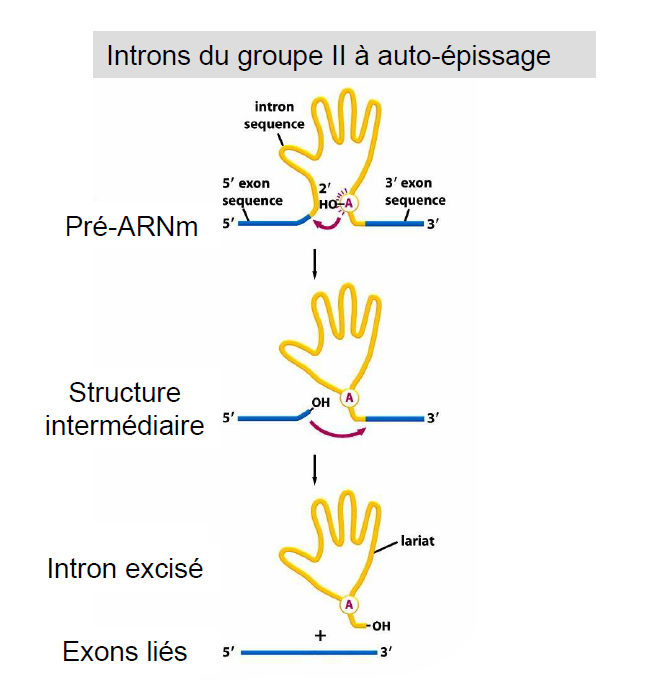 Introns du groupe II à auto-épissage
intron
sequence
5′ exon
sequence
2′
HO
A
3′ exon
sequence
Pré-ARNm
5′
3′
Structure
intermédiaire
OH
A
5′
3′
lariat
Intron excisé
A
OH
+
Exons liés
5′
3′